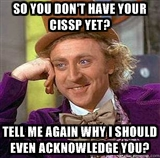 SO YOU DON'T HAVE YOUR
CISSP YET?
TELL ME AGAIN WHY I SHOULD
EVEN ACKNOWLEDGE YOU?